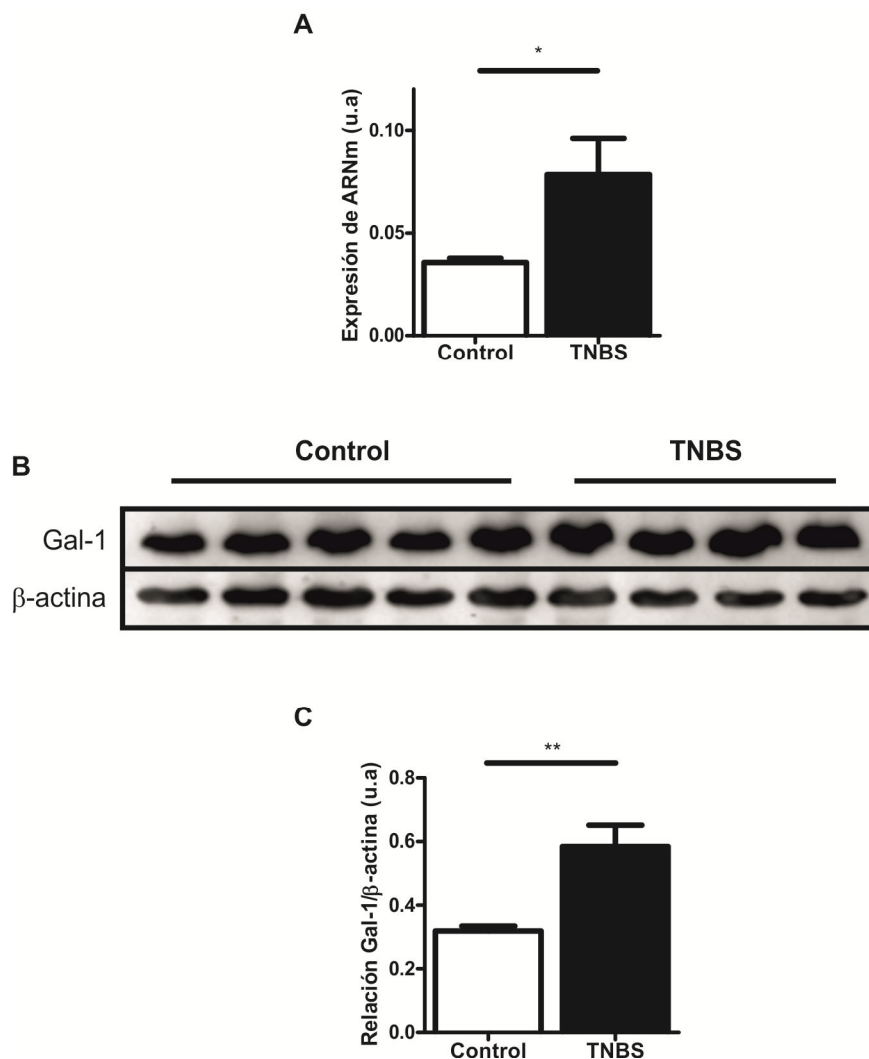 A
*
Expresión de ARNm (u.a)
0.10
0.05
0.00
Control TNBS
B
Control TNBS
Gal-1
β-actina
C
**
Relación Gal-1/β-actina (u.a)
0.8
0.6
0.4
0.2
0.0
Control TNBS